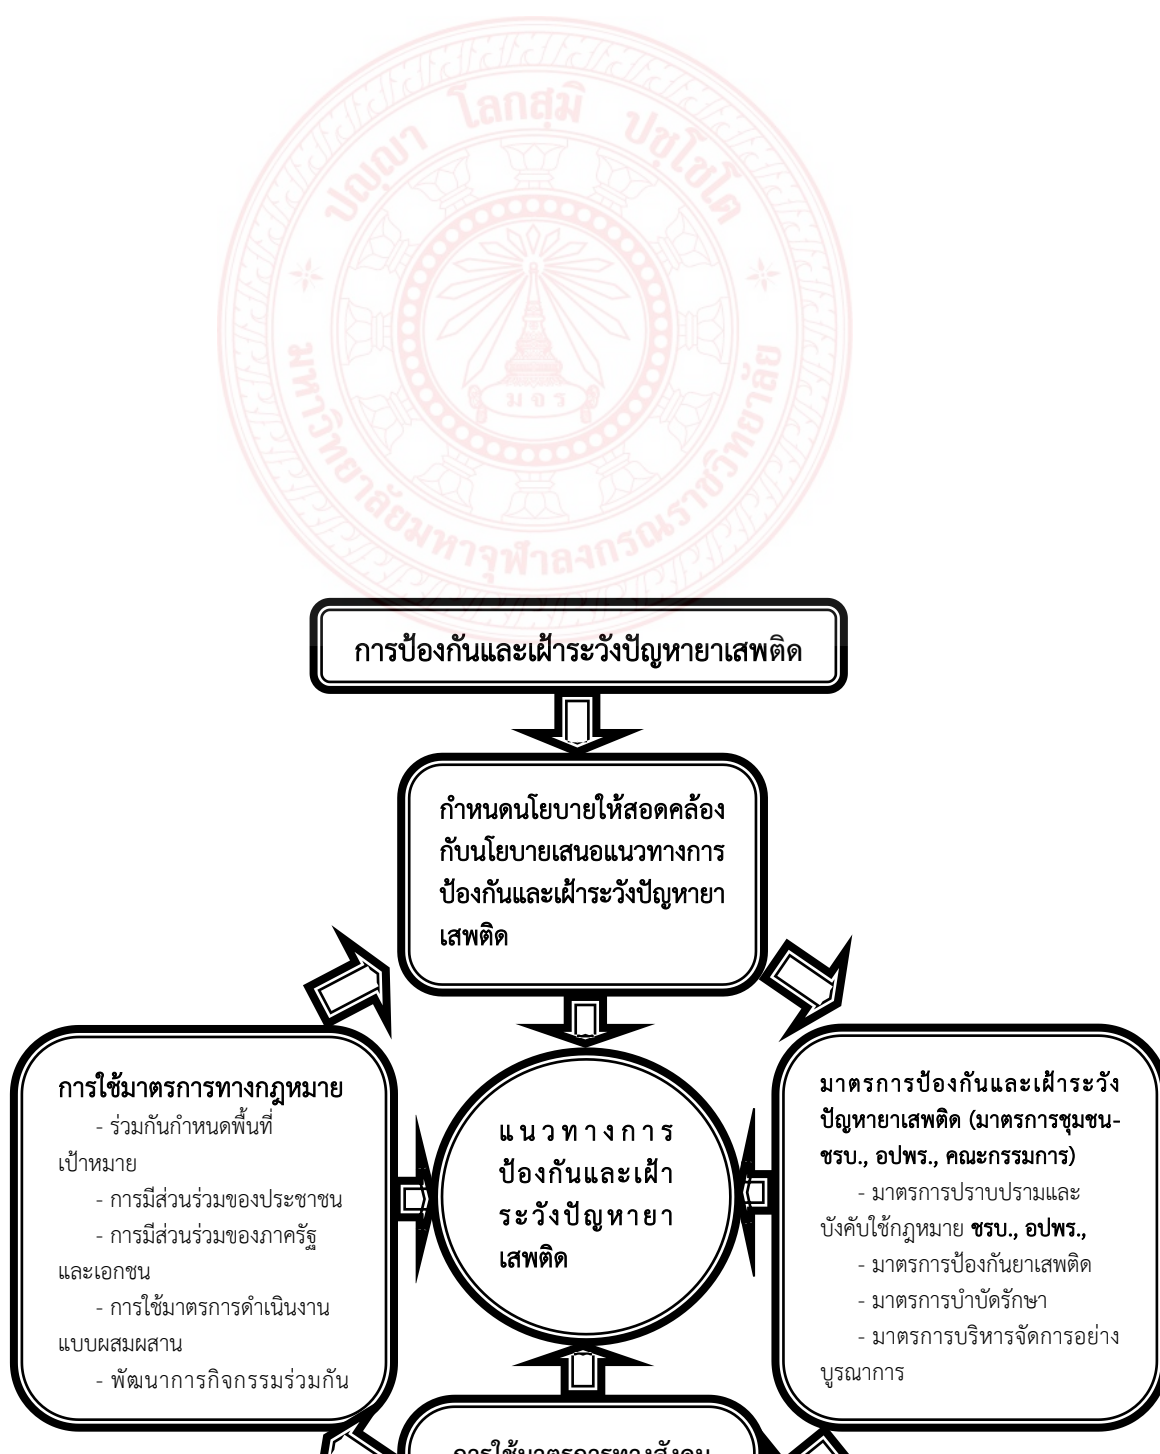 ปญฺญา โลกสฺมิ ปชฺโชโต
ม จ ร
มหาวิทยาลัยมหาจุฬาลงกรณราชวิทยาลัย
การป้องกันและเฝ้าระวังปัญหายาเสพติด
กำหนดนโยบายให้สอดคล้อง
กับนโยบายเสนอแนวทางการ
ป้องกันและเฝ้าระวังปัญหายา
เสพติด
การใช้มาตรการทางกฎหมาย
- ร่วมกันกำหนดพื้นที่
เป้าหมาย
- การมีส่วนร่วมของประชาชน
- การมีส่วนร่วมของภาครัฐ
และเอกชน
- การใช้มาตรการดำเนินงาน
แบบผสมผสาน
- พัฒนาการกิจกรรมร่วมกัน
แนวทางการ
ป้องกันและเฝ้า
ระวังปัญหายา
เสพติด
มาตรการป้องกันและเฝ้าระวัง
ปัญหายาเสพติด (มาตรการชุมชน-
ชรบ., อปพร., คณะกรรมการ)
- มาตรการปราบปรามและ
บังคับใช้กฎหมาย ชรบ., อปพร.,
- มาตรการป้องกันยาเสพติด
- มาตรการบำบัดรักษา
- มาตรการบริหารจัดการอย่าง
บูรณาการ
การใช้มาตรการทางสังคม